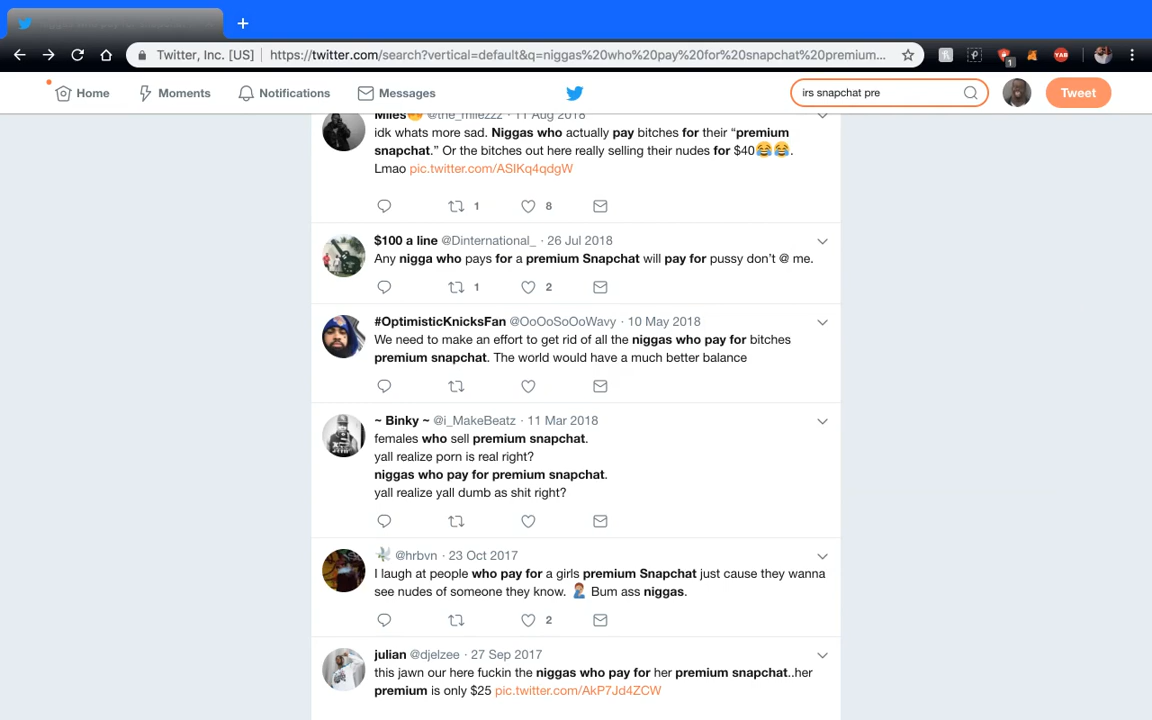 Twitter, Inc. [US] https://twitter.com/search?vertical=default&q=niggas%20who%20pay%20for%20snapchat%20premium...
1
YAB
Home Moments Notifications Messages irs snapchat pre Tweet
Miles @the_milezzz · 11 Aug 2018
idk whats more sad. Niggas who actually pay bitches for their “premium
snapchat.” Or the bitches out here really selling their nudes for $40😂😂.
Lmao pic.twitter.com/ASIKq4qdgW
1 8
$100 a line @Dinternational_ · 26 Jul 2018
Any nigga who pays for a premium Snapchat will pay for pussy don’t @ me.
1 2
#OptimisticKnicksFan @OoOoSoOoWavy · 10 May 2018
We need to make an effort to get rid of all the niggas who pay for bitches
premium snapchat. The world would have a much better balance
~ Binky ~ @i_MakeBeatz · 11 Mar 2018
females who sell premium snapchat.
yall realize porn is real right?
niggas who pay for premium snapchat.
yall realize yall dumb as shit right?
@hrbvn · 23 Oct 2017
I laugh at people who pay for a girls premium Snapchat just cause they wanna
see nudes of someone they know. 🤦🏽‍♂️ Bum ass niggas.
2
julian @djelzee · 27 Sep 2017
this jawn our here fuckin the niggas who pay for her premium snapchat..her
premium is only $25 pic.twitter.com/AkP7Jd4ZCW